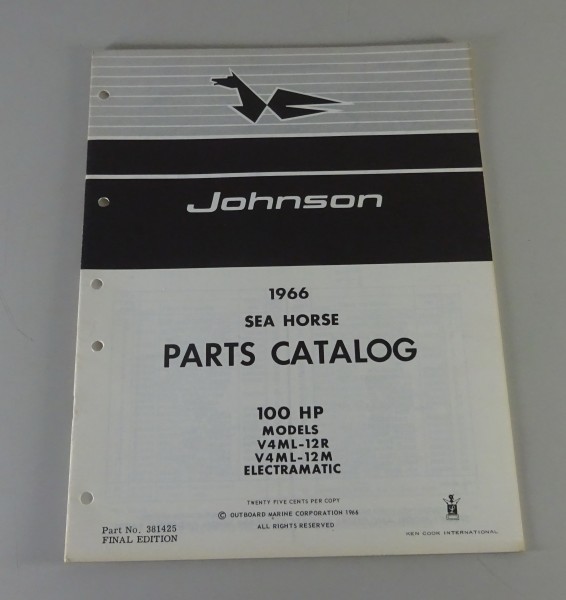 Johnson
1966
SEA HORSE
PARTS CATALOG
100 HP
MODELS
V4ML-12R
V4ML-12M
ELECTRAMATIC
TWENTY FIVE CENTS PER COPY
© OUTBOARD MARINE CORPORATION 1966
ALL RIGHTS RESERVED
Part No. 381425
FINAL EDITION
KEN COOK INTERNATIONAL